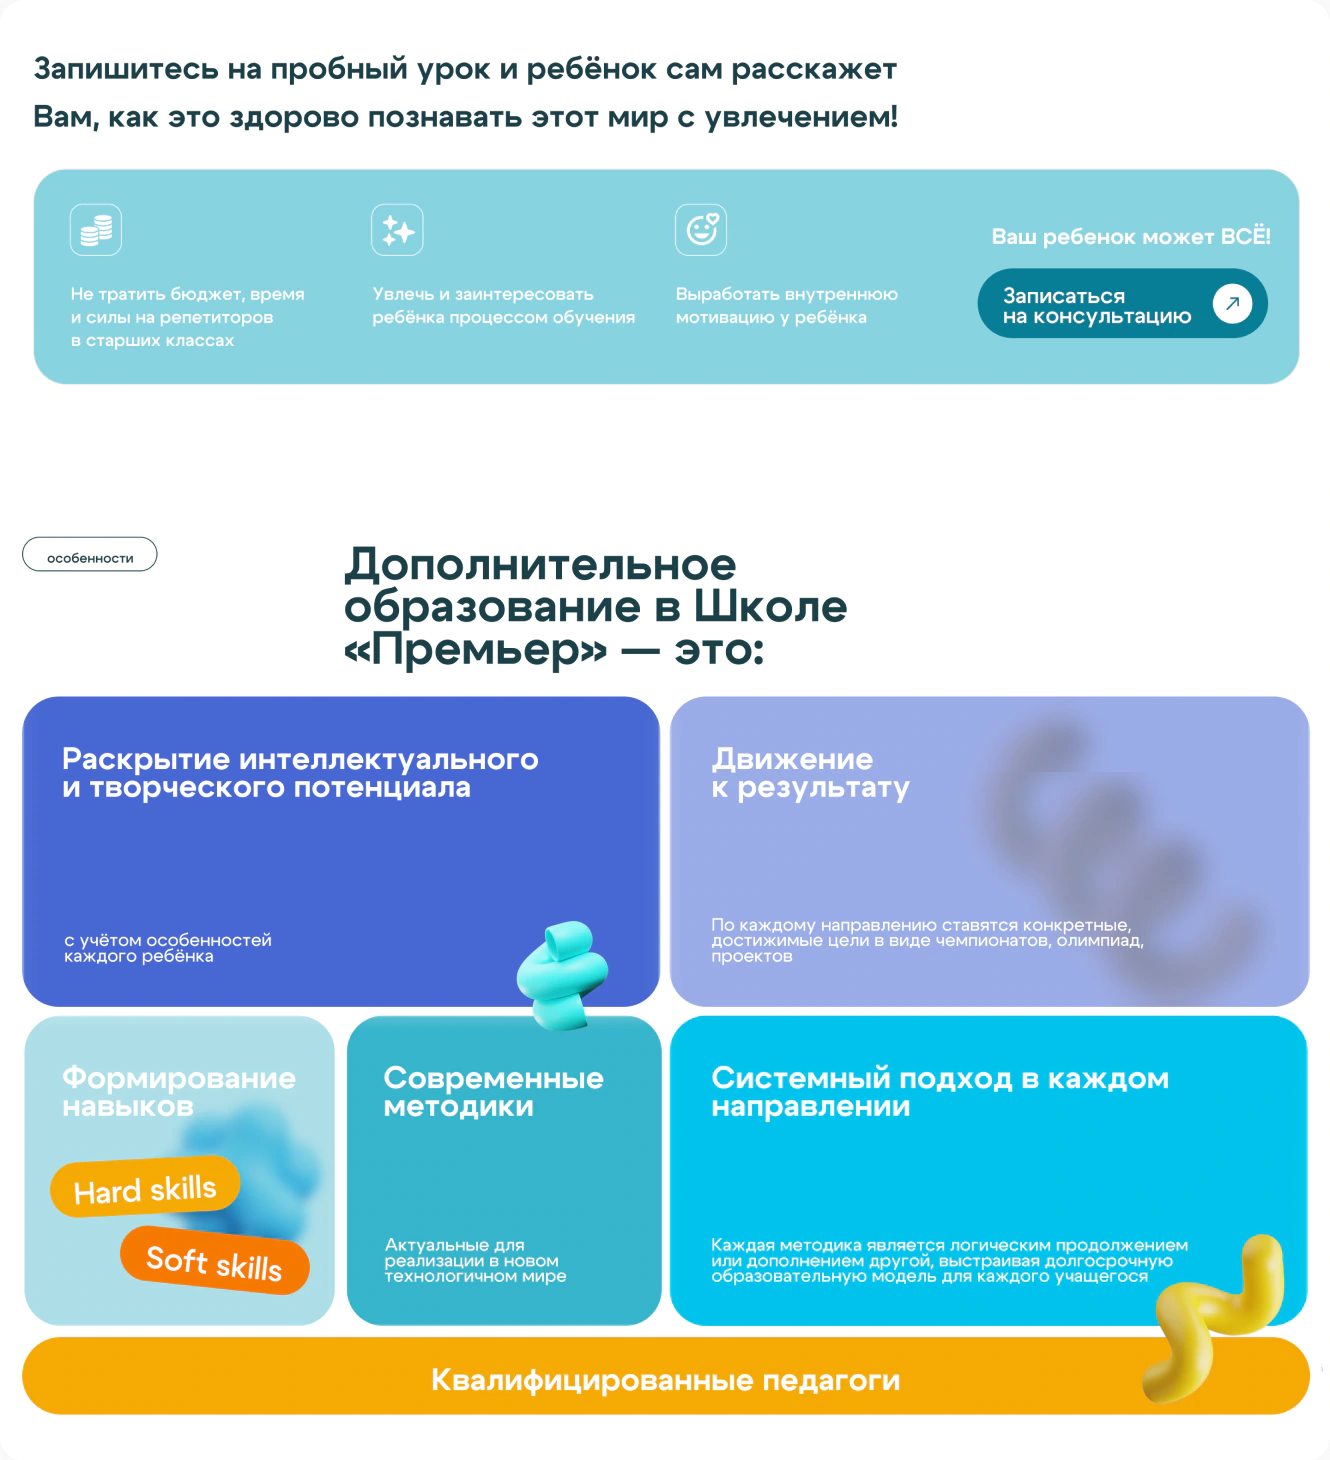 Запишитесь на пробный урок и ребёнок сам расскажет
Вам, как это здорово познавать этот мир с увлечением!
Не тратить бюджет, время
и силы на репетиторов
в старших классах
Увлечь и заинтересовать
ребёнка процессом обучения
Выработать внутреннюю
мотивацию у ребёнка
Ваш ребенок может ВСЁ!
Записаться
на консультацию
особенности
Дополнительное
образование в Школе
«Премьер» — это:
Раскрытие интеллектуального
и творческого потенциала
с учётом особенностей
каждого ребёнка
Движение
к результату
По каждому направлению ставятся конкретные,
достижимые цели в виде чемпионатов, олимпиад,
проектов
Формирование
навыков
Hard skills
Soft skills
Современные
методики
Актуальные для
реализации в новом
технологичном мире
Системный подход в каждом
направлении
Каждая методика является логическим продолжением
или дополнением другой, выстраивая долгосрочную
образовательную модель для каждого учащегося
Квалифицированные педагоги